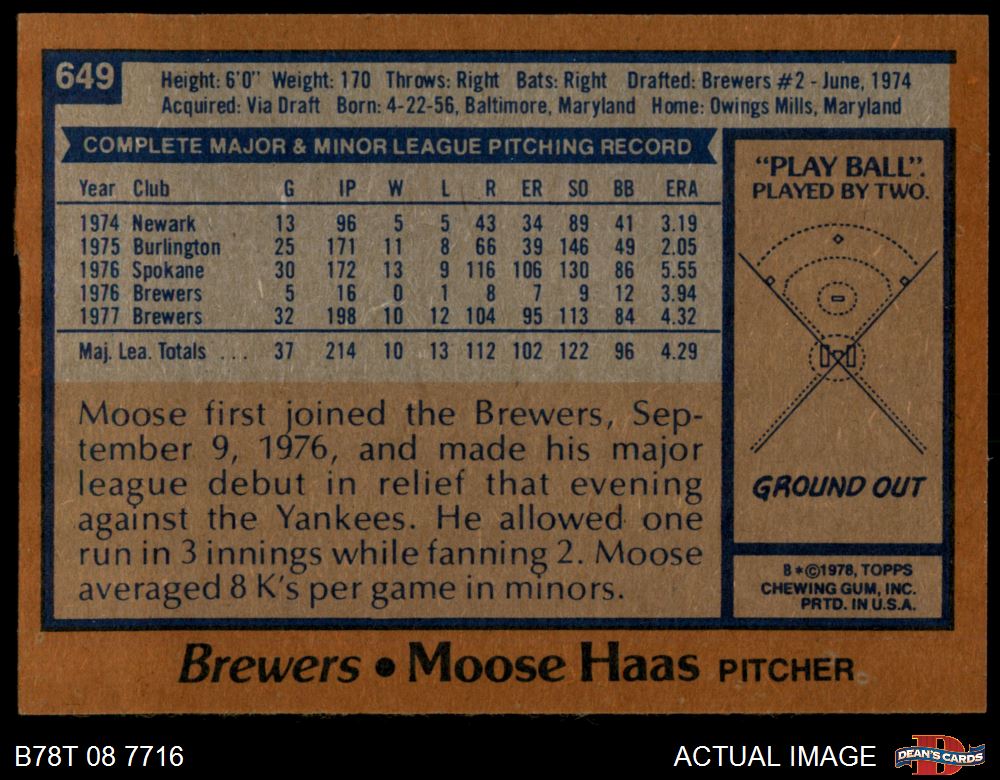 649
Height: 6'0" Weight: 170 Throws: Right Bats: Right Drafted: Brewers #2 - June, 1974
Acquired: Via Draft Born: 4-22-56, Baltimore, Maryland Home: Owings Mills, Maryland
COMPLETE MAJOR & MINOR LEAGUE PITCHING RECORD
Year Club G IP W L R ER SO BB ERA
1974 Newark 13 96 5 5 43 34 89 41 3.19
1975 Burlington 25 171 11 8 66 39 146 49 2.05
1976 Spokane 30 172 13 9 116 106 130 86 5.55
1976 Brewers 5 16 0 1 8 7 9 12 3.94
1977 Brewers 32 198 10 12 104 95 113 84 4.32
Maj. Lea. Totals ... 37 214 10 13 112 102 122 96 4.29
Moose first joined the Brewers, Sep-
tember 9, 1976, and made his major
league debut in relief that evening
against the Yankees. He allowed one
run in 3 innings while fanning 2. Moose
averaged 8 K's per game in minors.
"PLAY BALL".
PLAYED BY TWO.
GROUND OUT
8*©1978, TOPPS
CHEWING GUM, INC.
PRTD. IN U.S.A.
Brewers • Moose Haas PITCHER
B78T 08 7716
ACTUAL IMAGE
D
DEAN'S CARDS